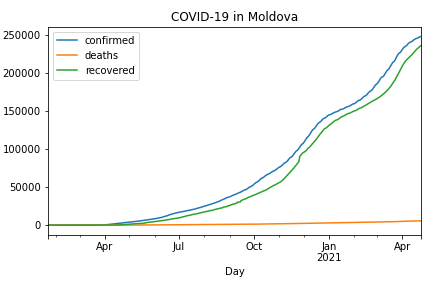 COVID-19 in Moldova
confirmed
deaths
recovered
250000
200000
150000
100000
50000
0
Apr Jul Oct Jan Apr
2021
Day